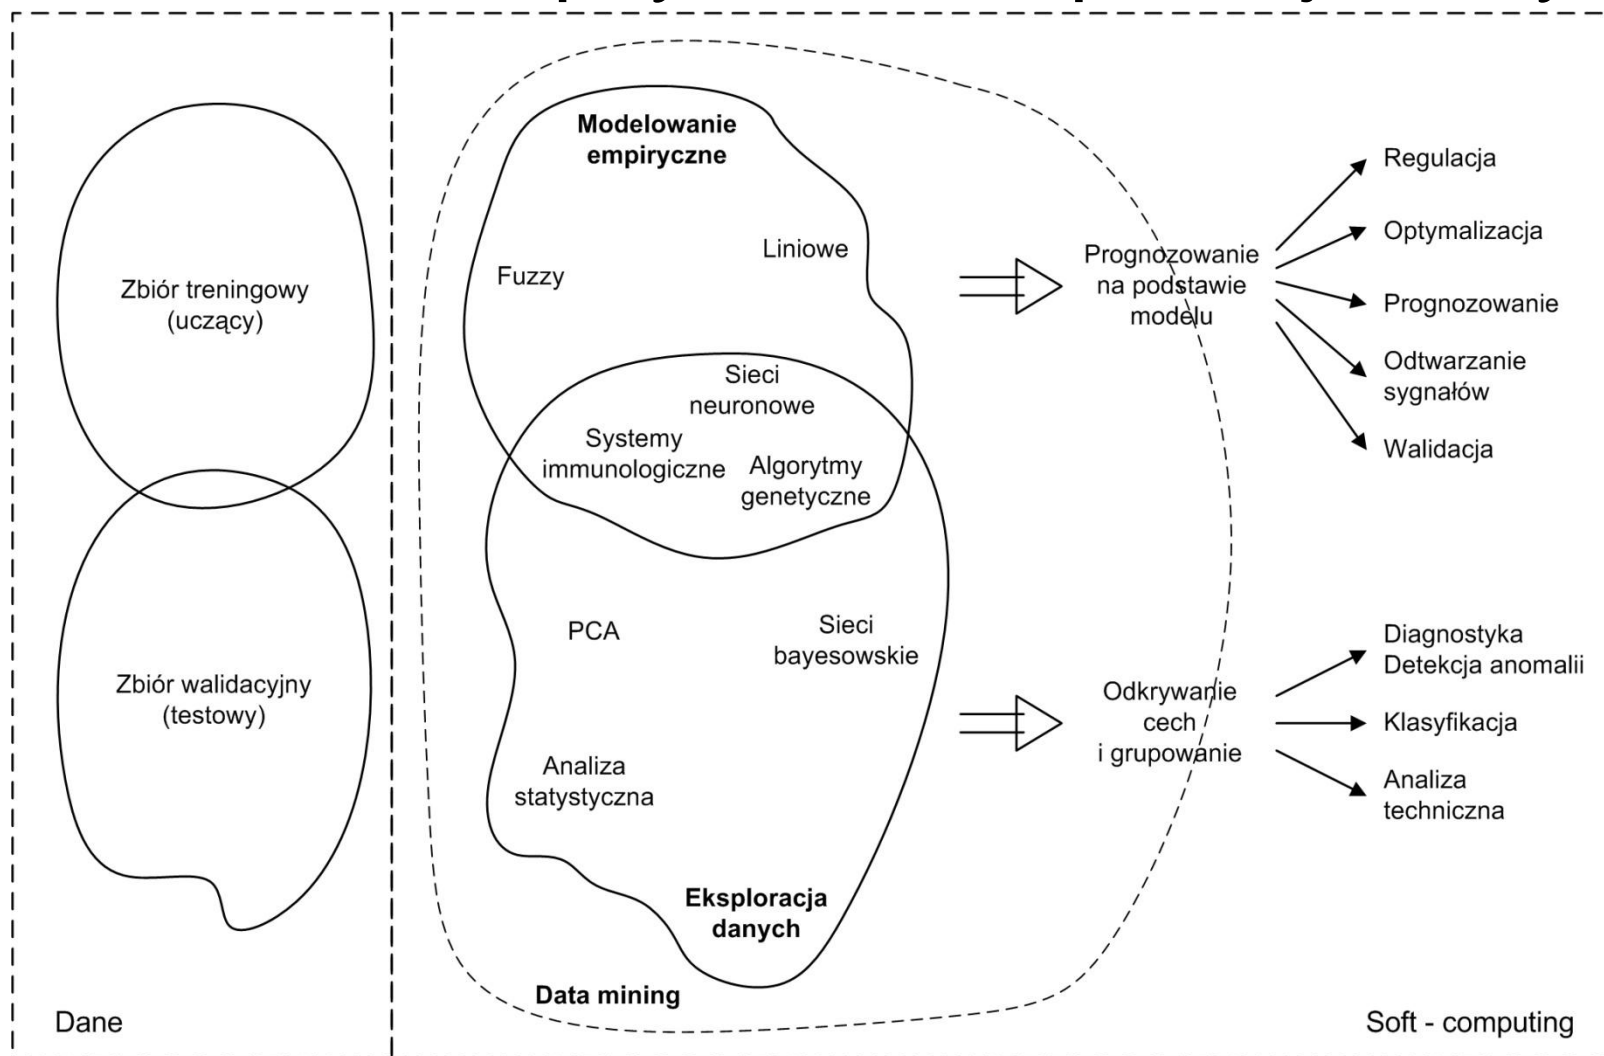 Modelowanie
empiryczne
Fuzzy
Liniowe
Zbiór treningowy
(uczący)
Sieci
neuronowe
Systemy
immunologiczne
Algorytmy
genetyczne
Prognozowanie
na podstawie
modelu
Regulacja
Optymalizacja
Prognozowanie
Odtwarzanie
sygnałów
Walidacja
Zbiór walidacyjny
(testowy)
PCA
Sieci
bayesowskie
Analiza
statystyczna
Eksploracja
danych
Odkrywanie
cech
i grupowanie
Diagnostyka
Detekcja anomalii
Klasyfikacja
Analiza
techniczna
Data mining
Dane
Soft - computing